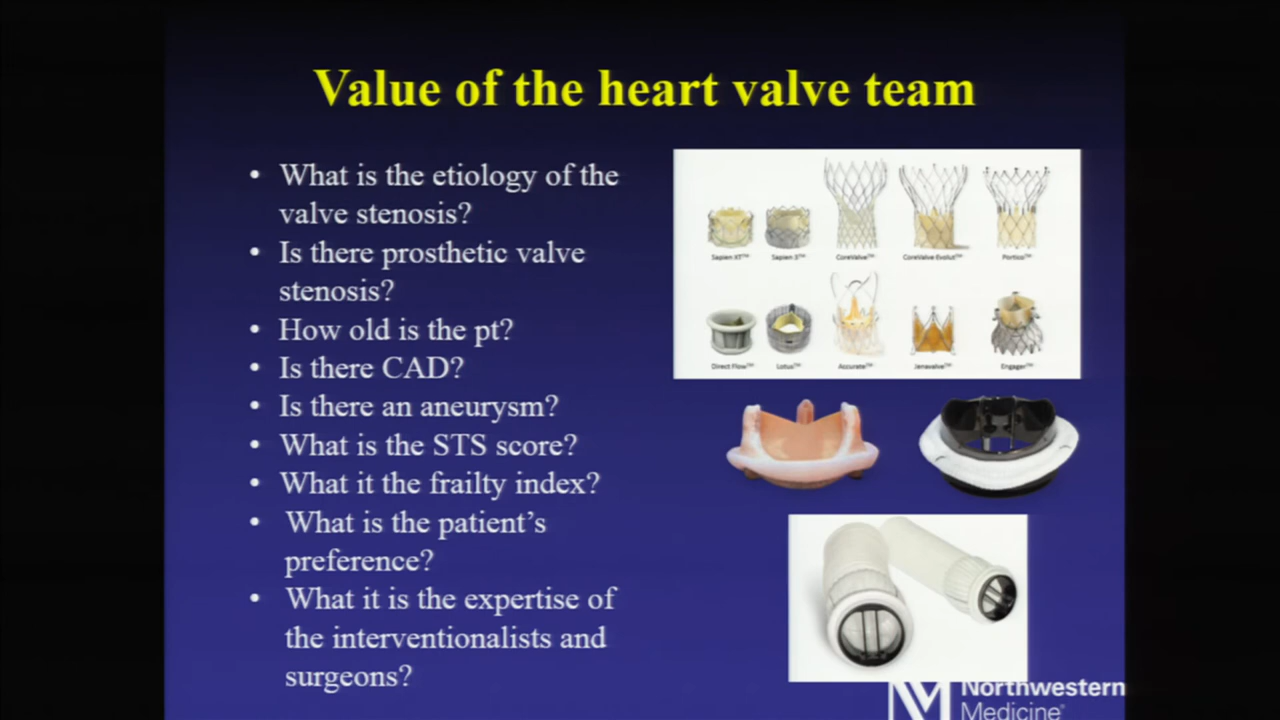 Value of the heart valve team
• What is the etiology of the
valve stenosis?
• Is there prosthetic valve
stenosis?
• How old is the pt?
• Is there CAD?
• Is there an aneurysm?
• What is the STS score?
• What it the frailty index?
• What is the patient's
preference?
• What it is the expertise of
the interventionalists and
surgeons?
Sapien XT™ Sapien 3™ CoreValve™ CoreValve Evolut™ Portico™
Direct Flow™ Lotus™ Accurate™ Jenavalve™ Engager™
Northwestern
Medicine®